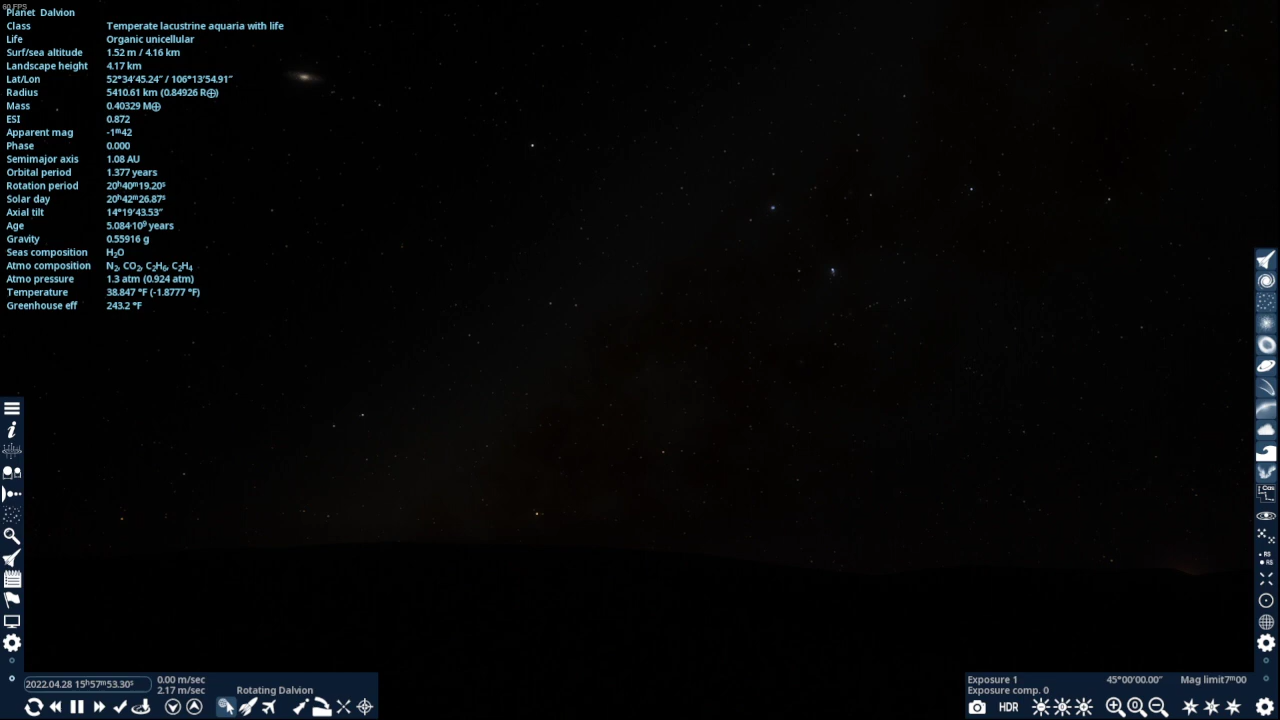 60 FPS
Planet Dalvion
Class Temperate lacustrine aquaria with life
Life Organic unicellular
Surf/sea altitude 1.52 m / 4.16 km
Landscape height 4.17 km
Lat/Lon 52°34′45.24″ / 106°13′54.91″
Radius 5410.61 km (0.84926 R⊕)
Mass 0.40329 M⊕
ESI 0.872
Apparent mag -1ᵐ42
Phase 0.000
Semimajor axis 1.08 AU
Orbital period 1.377 years
Rotation period 20ʰ40ᵐ19.20ˢ
Solar day 20ʰ42ᵐ26.87ˢ
Axial tilt 14°19′43.53″
Age 5.084·10⁹ years
Gravity 0.55916 g
Seas composition H₂O
Atmo composition N₂, CO₂, C₂H₆, C₂H₄
Atmo pressure 1.3 atm (0.924 atm)
Temperature 38.847 °F (-1.8777 °F)
Greenhouse eff 243.2 °F
Cas
RS
RS
2022.04.28 15ʰ57ᵐ53.30ˢ
0.00 m/sec
2.17 m/sec
Rotating Dalvion
Exposure 1
45°00′00.00″
Mag limit7ᵐ00
Exposure comp. 0
HDR